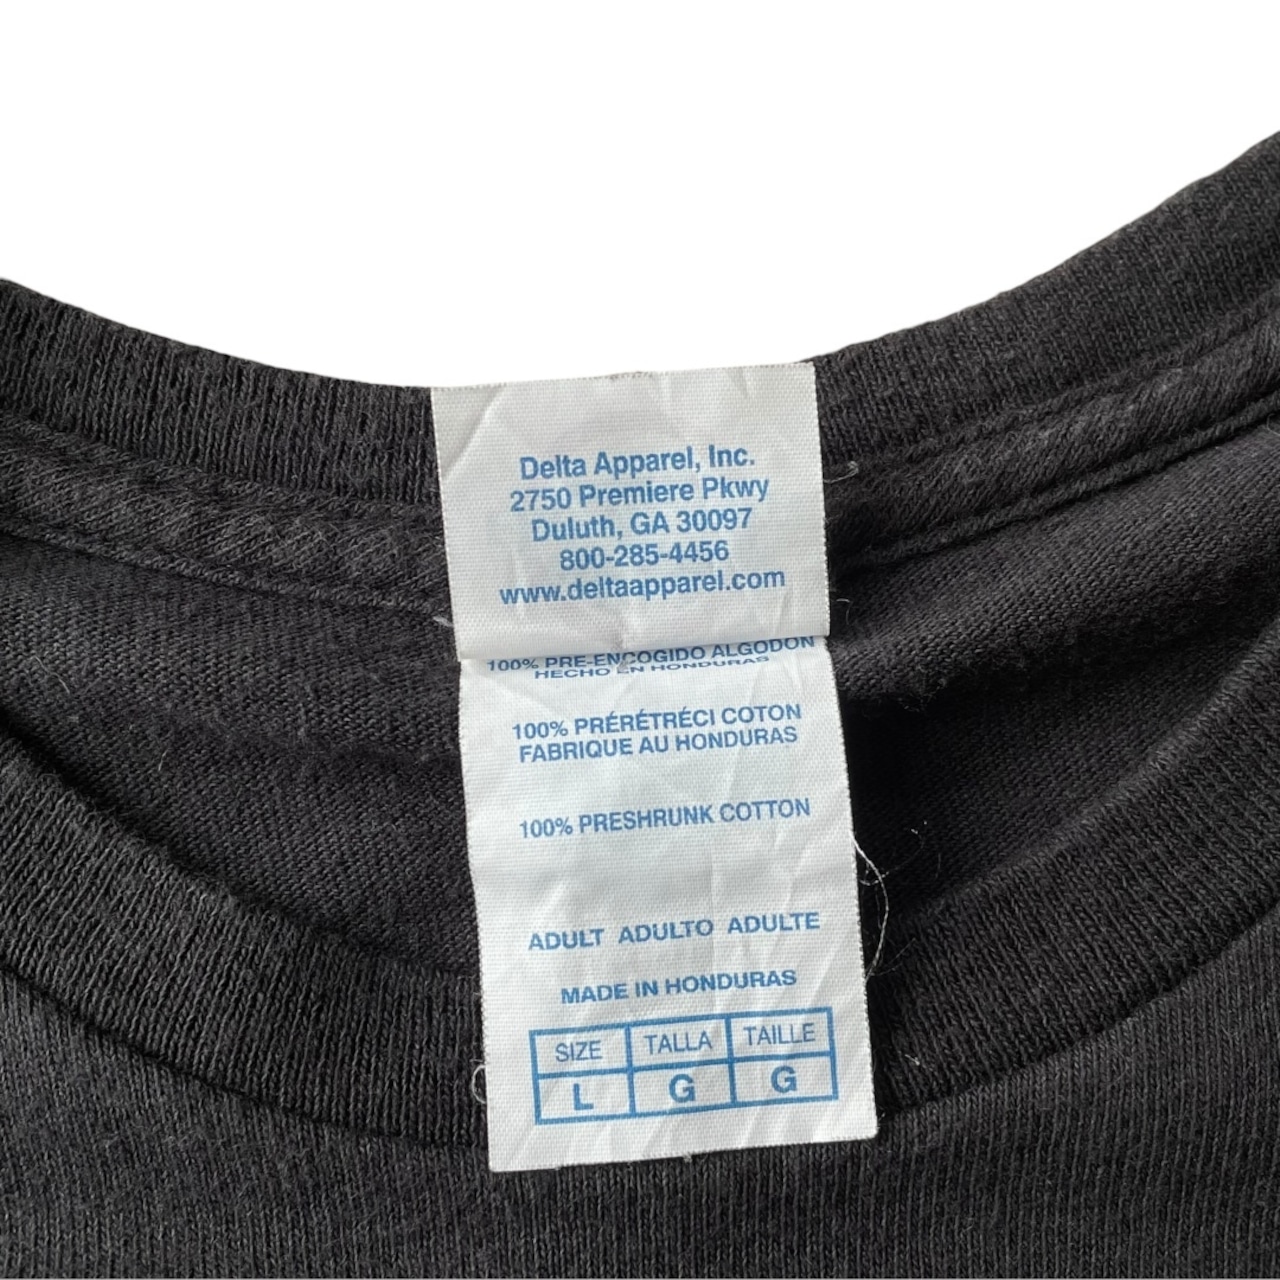 Delta Apparel, Inc.
2750 Premiere Pkwy
Duluth, GA 30097
800-285-4456
www.deltaapparel.com
100% PRE-ENCOGIDO ALGODON
HECHO EN HONDURAS
100% PRÉRÉTRÉCI COTON
FABRIQUE AU HONDURAS
100% PRESHRUNK COTTON
ADULT ADULTO ADULTE
MADE IN HONDURAS
SIZE TALLA TAILLE
L G G